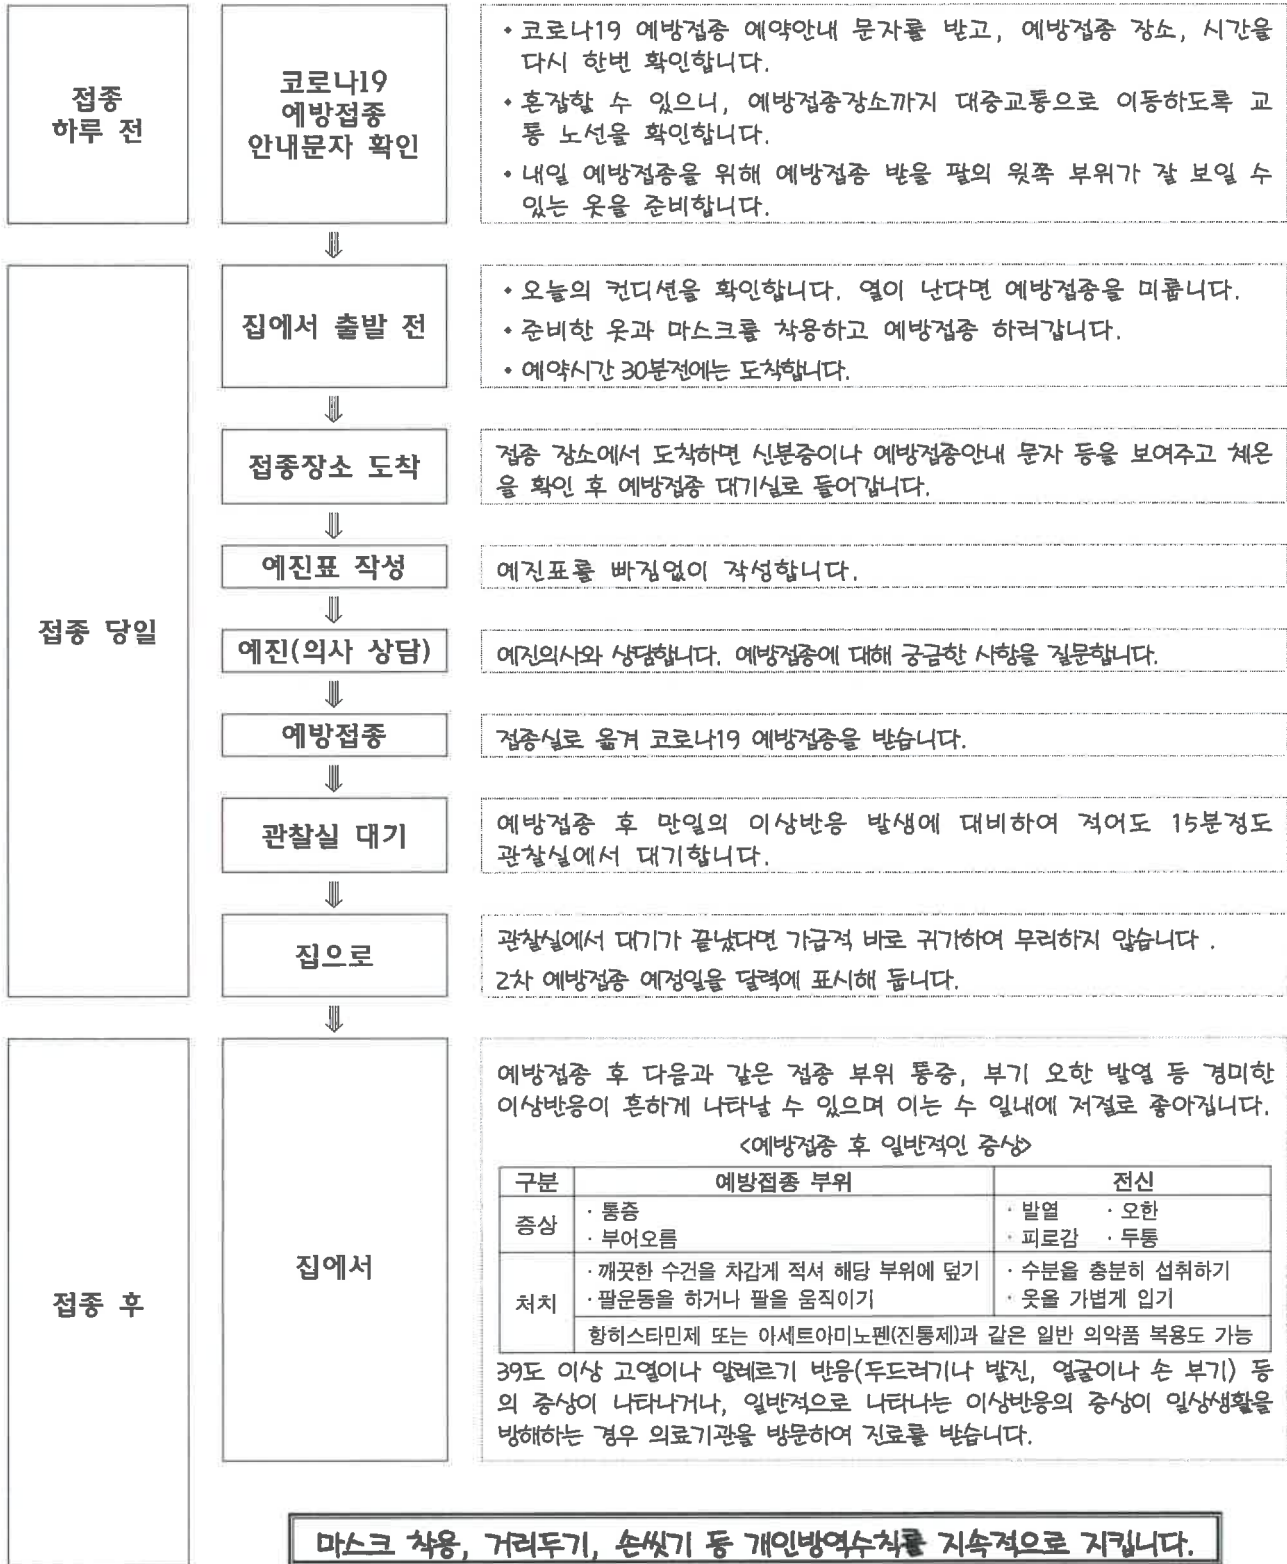 접종
하루 전
코로나19
예방접종
안내문자 확인
• 코로나19 예방접종 예약안내 문자를 받고, 예방접종 장소, 시간을
다시 한번 확인합니다.
• 혼잡할 수 있으니, 예방접종장소까지 대중교통으로 이동하도록 교
통 노선을 확인합니다.
• 내일 예방접종을 위해 예방접종 받을 팔의 윗쪽 부위가 잘 보일 수
있는 옷을 준비합니다.
⇓
접종 당일
집에서 출발 전
• 오늘의 컨디션을 확인합니다. 열이 난다면 예방접종을 미룹니다.
• 준비한 옷과 마스크를 착용하고 예방접종 하러갑니다.
• 예약시간 30분전에는 도착합니다.
⇓
접종장소 도착
접종 장소에서 도착하면 신분증이나 예방접종안내 문자 등을 보여주고 체온
을 확인 후 예방접종 대기실로 들어갑니다.
⇓
예진표 작성
예진표를 빠짐없이 작성합니다.
⇓
예진(의사 상담)
예진의사와 상담합니다. 예방접종에 대해 궁금한 사항을 질문합니다.
⇓
예방접종
접종실로 옮겨 코로나19 예방접종을 받습니다.
⇓
관찰실 대기
예방접종 후 만일의 이상반응 발생에 대비하여 적어도 15분정도
관찰실에서 대기합니다.
⇓
집으로
관찰실에서 대기가 끝났다면 가급적 바로 귀가하여 무리하지 않습니다 .
2차 예방접종 예정일을 달력에 표시해 둡니다.
⇓
접종 후
집에서
예방접종 후 다음과 같은 접종 부위 통증, 부기 오한 발열 등 경미한
이상반응이 흔하게 나타날 수 있으며 이는 수 일내에 저절로 좋아집니다.
<예방접종 후 일반적인 증상>
구분 예방접종 부위 전신
증상 · 통증 · 발열 · 오한
· 부어오름 · 피로감 · 두통
처치 · 깨끗한 수건을 차갑게 적셔 해당 부위에 덮기 · 수분을 충분히 섭취하기
· 팔운동을 하거나 팔을 움직이기 · 옷을 가볍게 입기
항히스타민제 또는 아세트아미노펜(진통제)과 같은 일반 의약품 복용도 가능
39도 이상 고열이나 알레르기 반응(두드러기나 발진, 얼굴이나 손 부기) 등
의 증상이 나타나거나, 일반적으로 나타나는 이상반응의 증상이 일상생활을
방해하는 경우 의료기관을 방문하여 진료를 받습니다.
마스크 착용, 거리두기, 손씻기 등 개인방역수칙를 지속적으로 지킵니다.